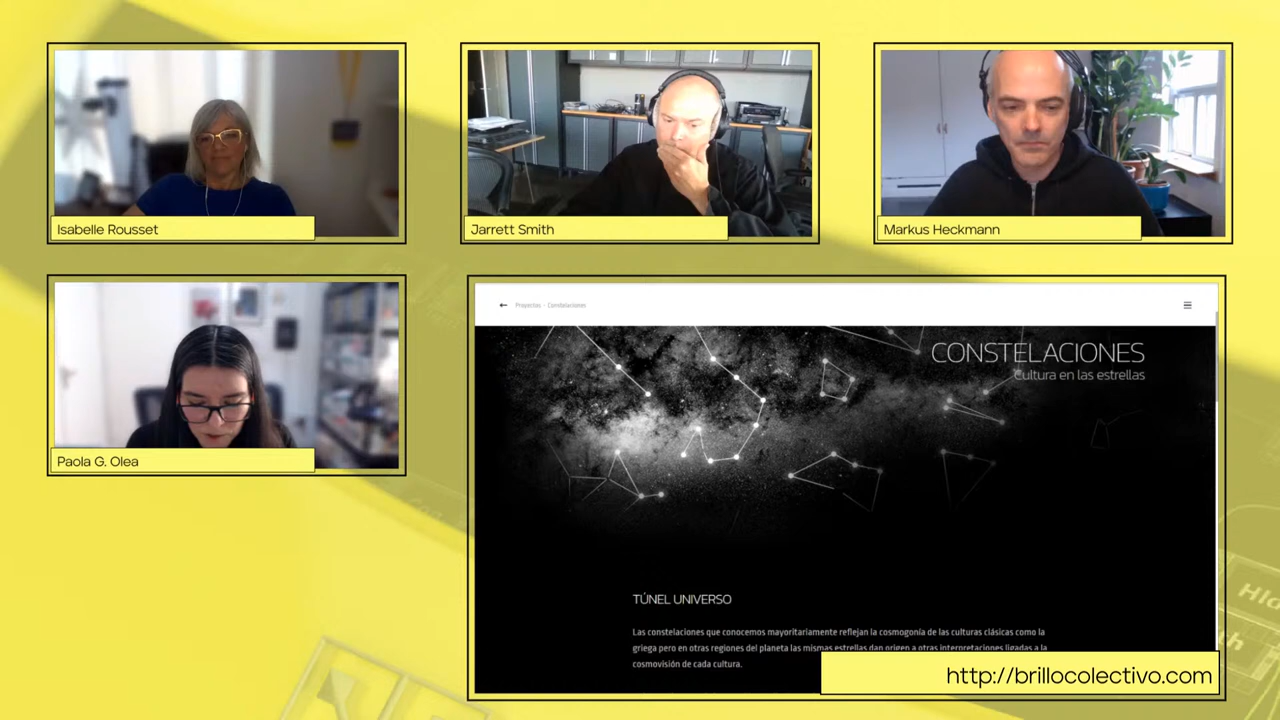 Isabelle Rousset
Jarrett Smith
Markus Heckmann
Paola G. Olea
Proyectos - Constelaciones
CONSTELACIONES
Cultura en las estrellas
TÚNEL UNIVERSO
Las constelaciones que conocemos mayoritariamente reflejan la cosmogonía de las culturas clásicas como la
griega pero en otras regiones del planeta las mismas estrellas dan origen a otras interpretaciones ligadas a la
cosmovisión de cada cultura.
http://brillocolectivo.com